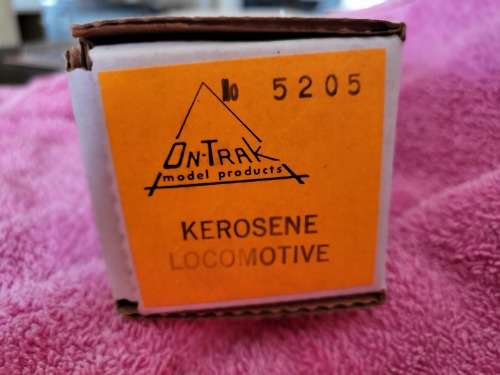 No 5205
ON-TRAK
model products
KEROSENE
LOCOMOTIVE